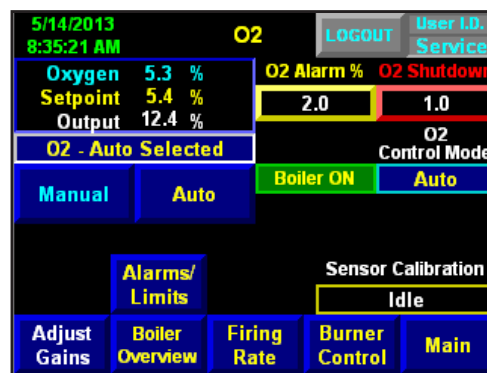 5/14/2013
8:35:21 AM
O2
LOGOUT
User I.D.
Service
Oxygen 5.3 %
Setpoint 5.4 %
Output 12.4 %
O2 Alarm % O2 Shutdown
2.0 1.0
O2 - Auto Selected
O2
Control Mode
Manual Auto
Boiler ON Auto
Alarms/
Limits
Sensor Calibration
Idle
Adjust
Gains
Boiler
Overview
Firing
Rate
Burner
Control
Main